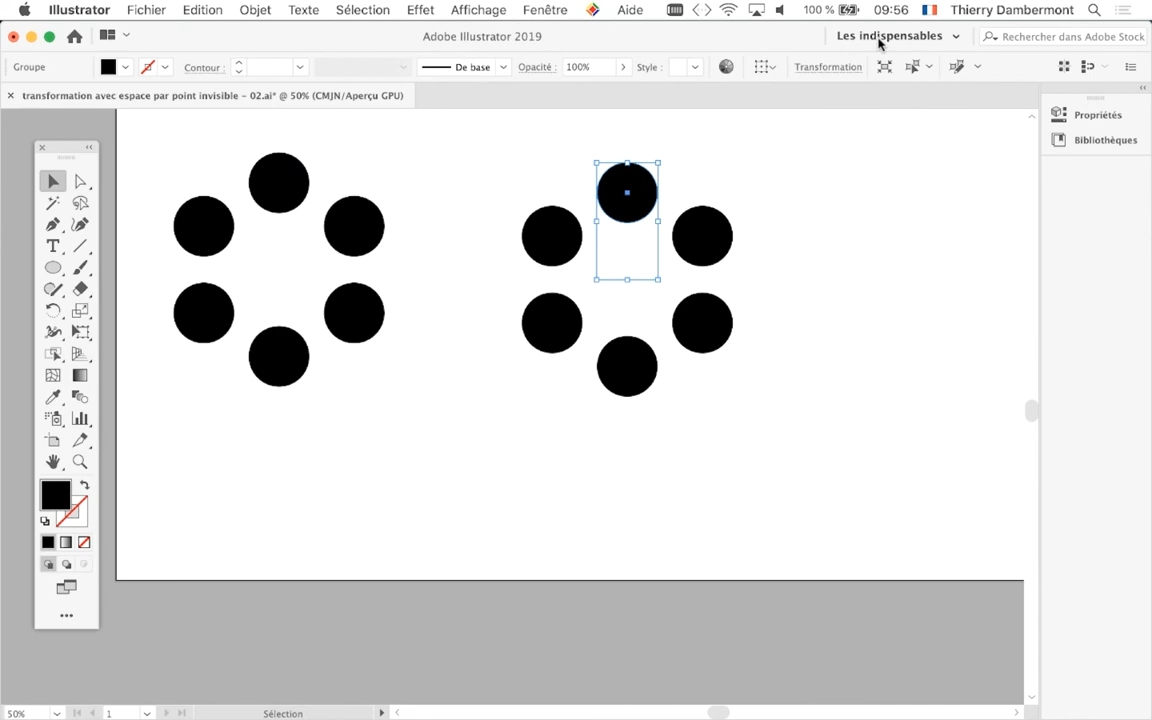 Illustrator Fichier Edition Objet Texte Sélection Effet Affichage Fenêtre Aide 100 % 09:56 Thierry Dambermont
Adobe Illustrator 2019 Les indispensables Rechercher dans Adobe Stock
Groupe Contour : De base Opacité : 100% Style : Transformation
transformation avec espace par point invisible – 02.ai* @ 50% (CMJN/Aperçu GPU)
Propriétés
Bibliothèques
50% 1 Sélection